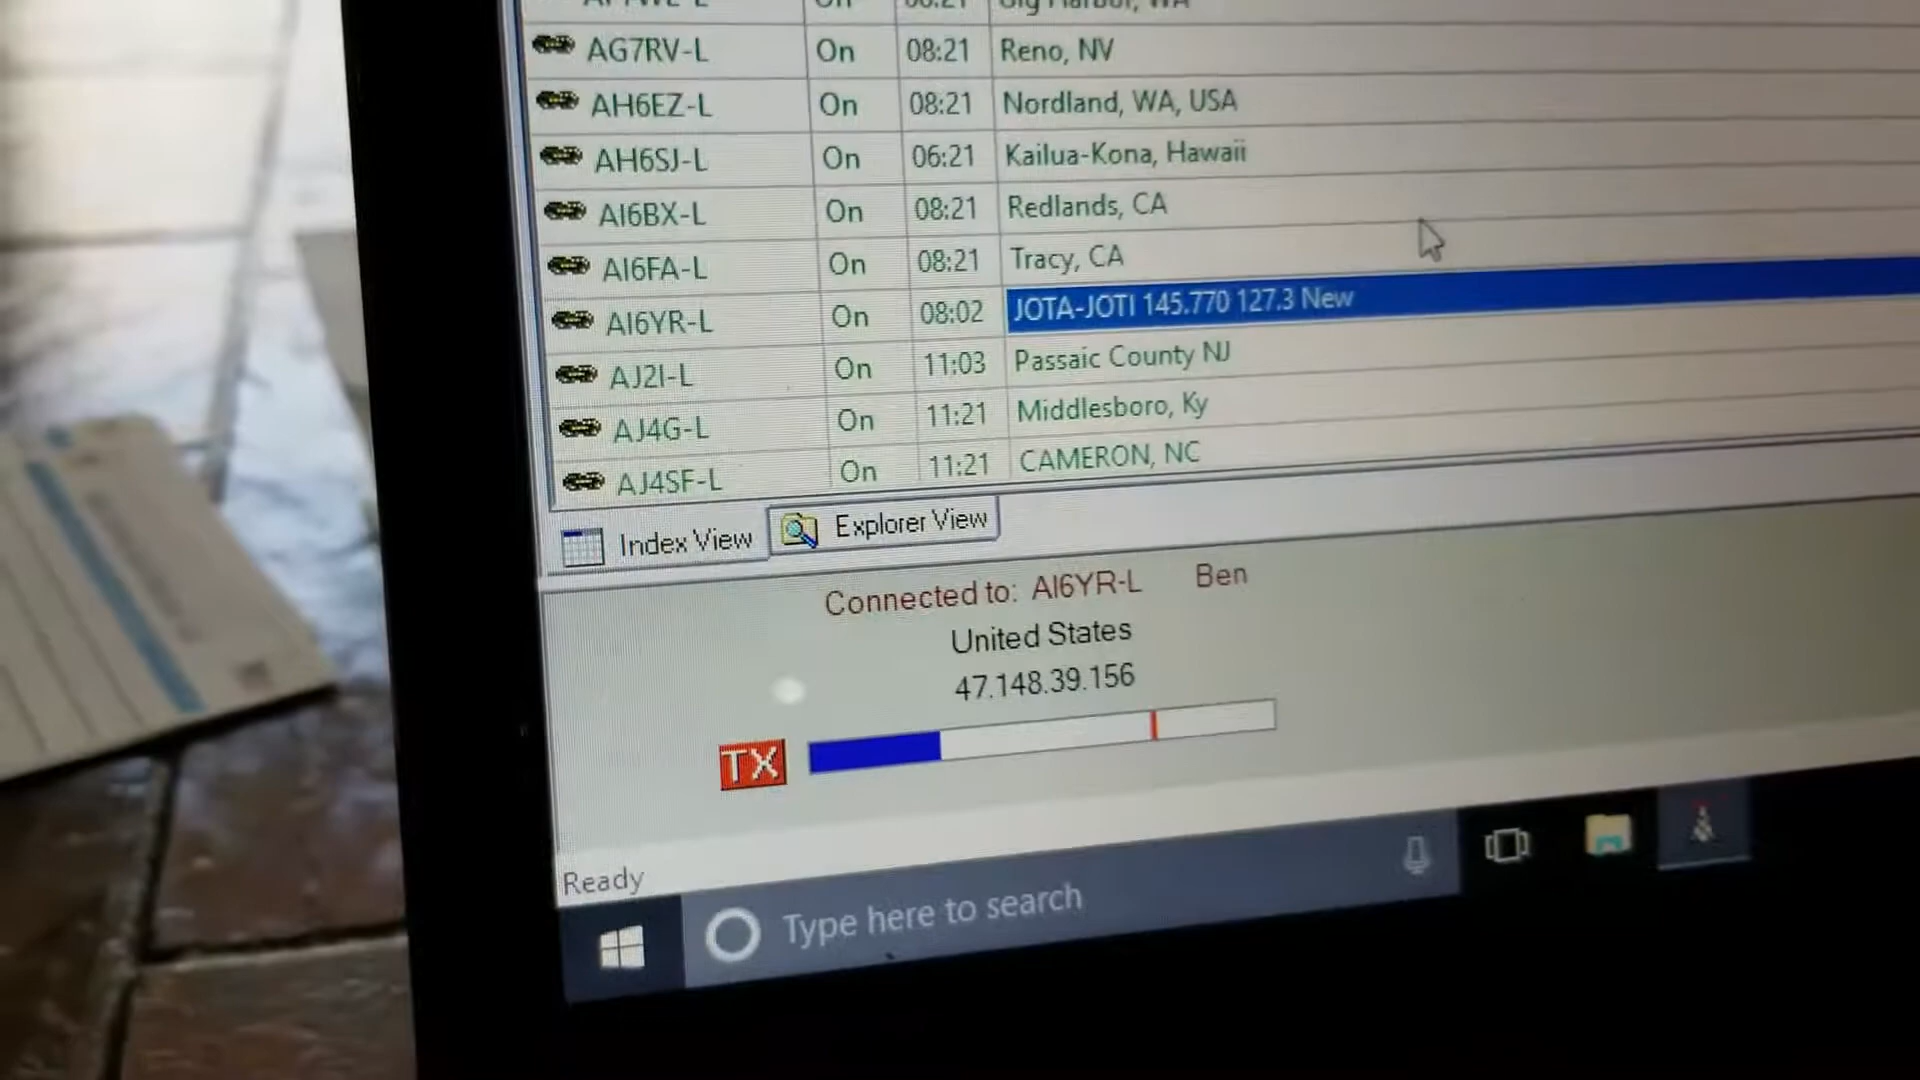 AG7RV-L On 08:21 Reno, NV
AH6EZ-L On 08:21 Nordland, WA, USA
AH6SJ-L On 06:21 Kailua-Kona, Hawaii
AI6BX-L On 08:21 Redlands, CA
AI6FA-L On 08:21 Tracy, CA
AI6YR-L On 08:02 JOTA-JOTI 145.770 127.3 New
AJ2I-L On 11:03 Passaic County NJ
AJ4G-L On 11:21 Middlesboro, Ky
AJ4SF-L On 11:21 CAMERON, NC
Index View Explorer View
Connected to: AI6YR-L Ben
United States
47.148.39.156
TX
Ready
Type here to search